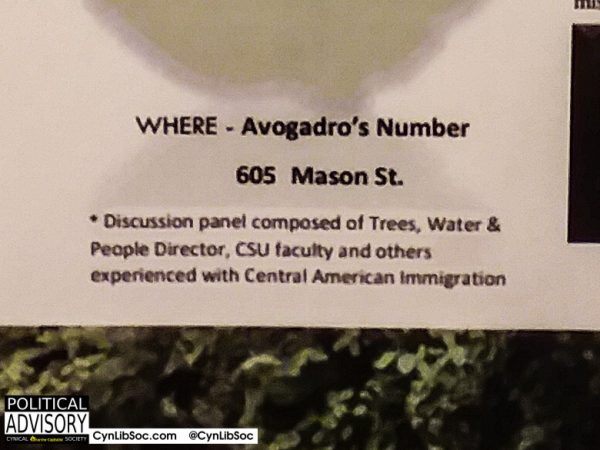 WHERE - Avogadro's Number
605 Mason St.
* Discussion panel composed of Trees, Water &
People Director, CSU faculty and others
experienced with Central American Immigration
POLITICAL
ADVISORY
CYNICAL SOCIETY
CynLibSoc.com @CynLibSoc